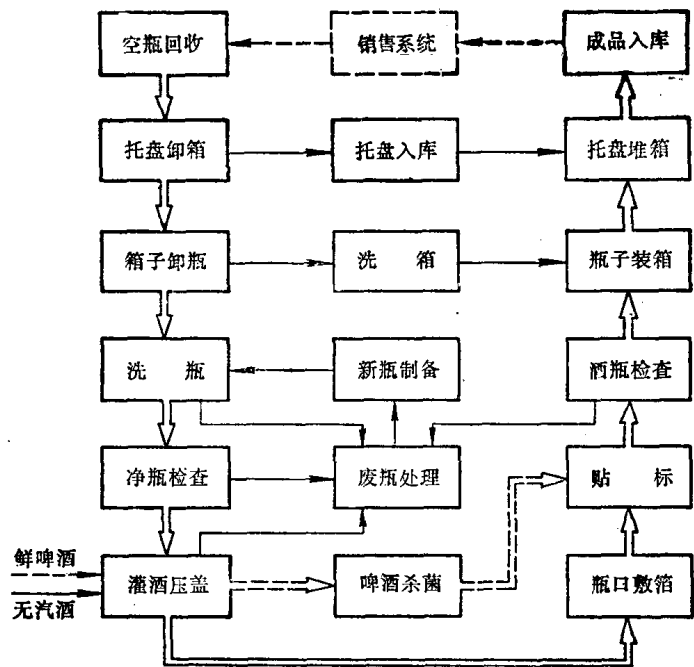 空瓶回收
销售系统
成品入库
托盘卸箱
托盘入库
托盘堆箱
箱子卸瓶
洗 箱
瓶子装箱
洗 瓶
新瓶制备
酒瓶检查
净瓶检查
废瓶处理
贴 标
鲜啤酒
无汽酒
灌酒压盖
啤酒杀菌
瓶口敷箔